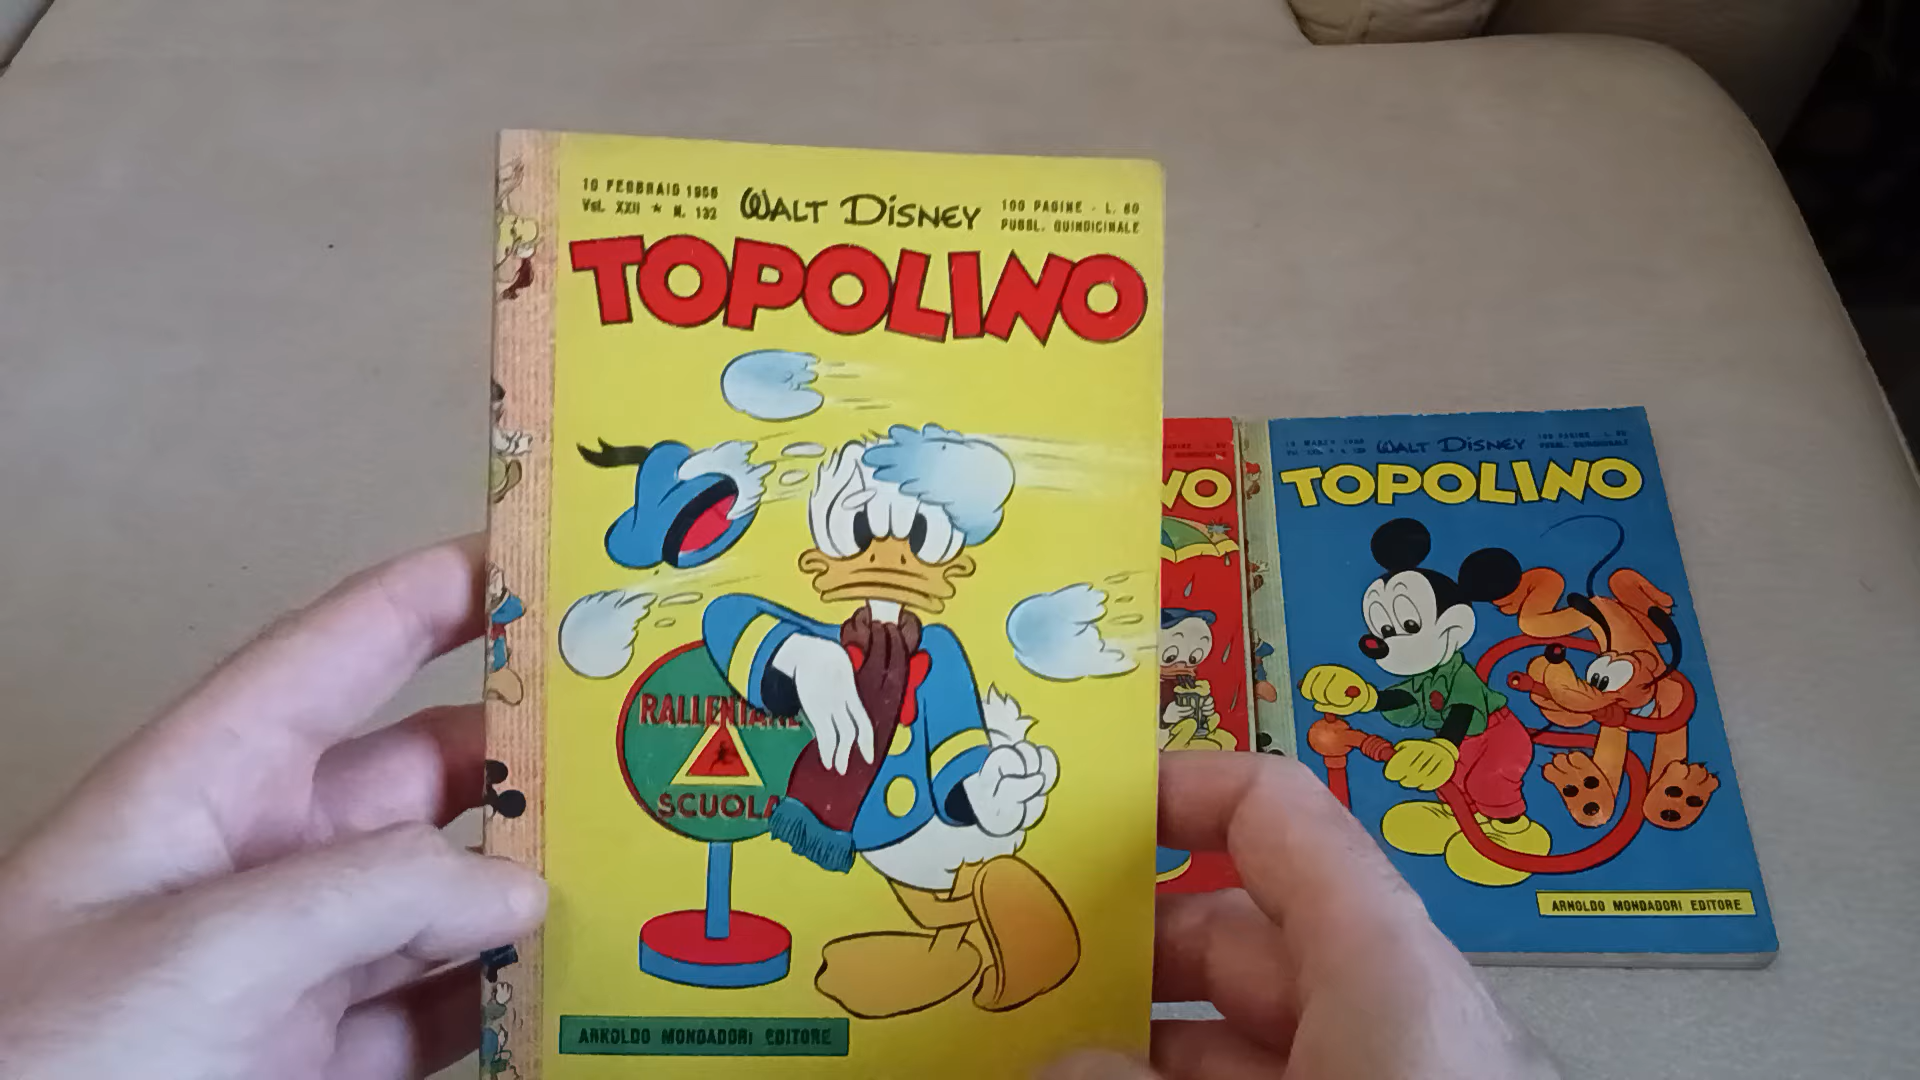 10 FEBBRAIO 1956
Vol. XXII * N. 132
WALT DISNEY
100 PAGINE - L. 60
PUBBL. QUINDICINALE
TOPOLINO
RALLENTARE
SCUOLA
ARNOLDO MONDADORI EDITORE
NO
WALT DISNEY
TOPOLINO
ARNOLDO MONDADORI EDITORE